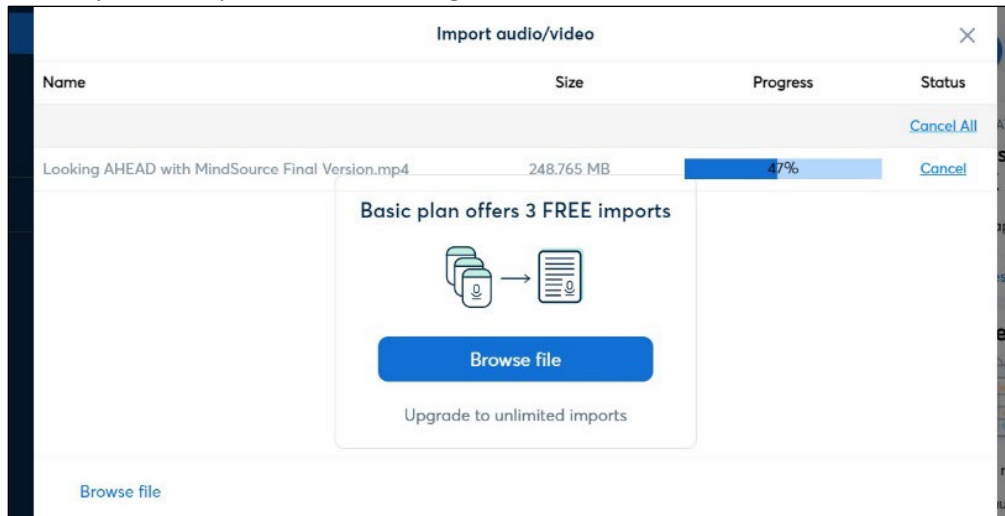 Import audio/video
Name Size Progress Status
Cancel All
Looking AHEAD with MindSource Final Version.mp4 248.765 MB 47% Cancel
Basic plan offers 3 FREE imports
Browse file
Upgrade to unlimited imports
Browse file